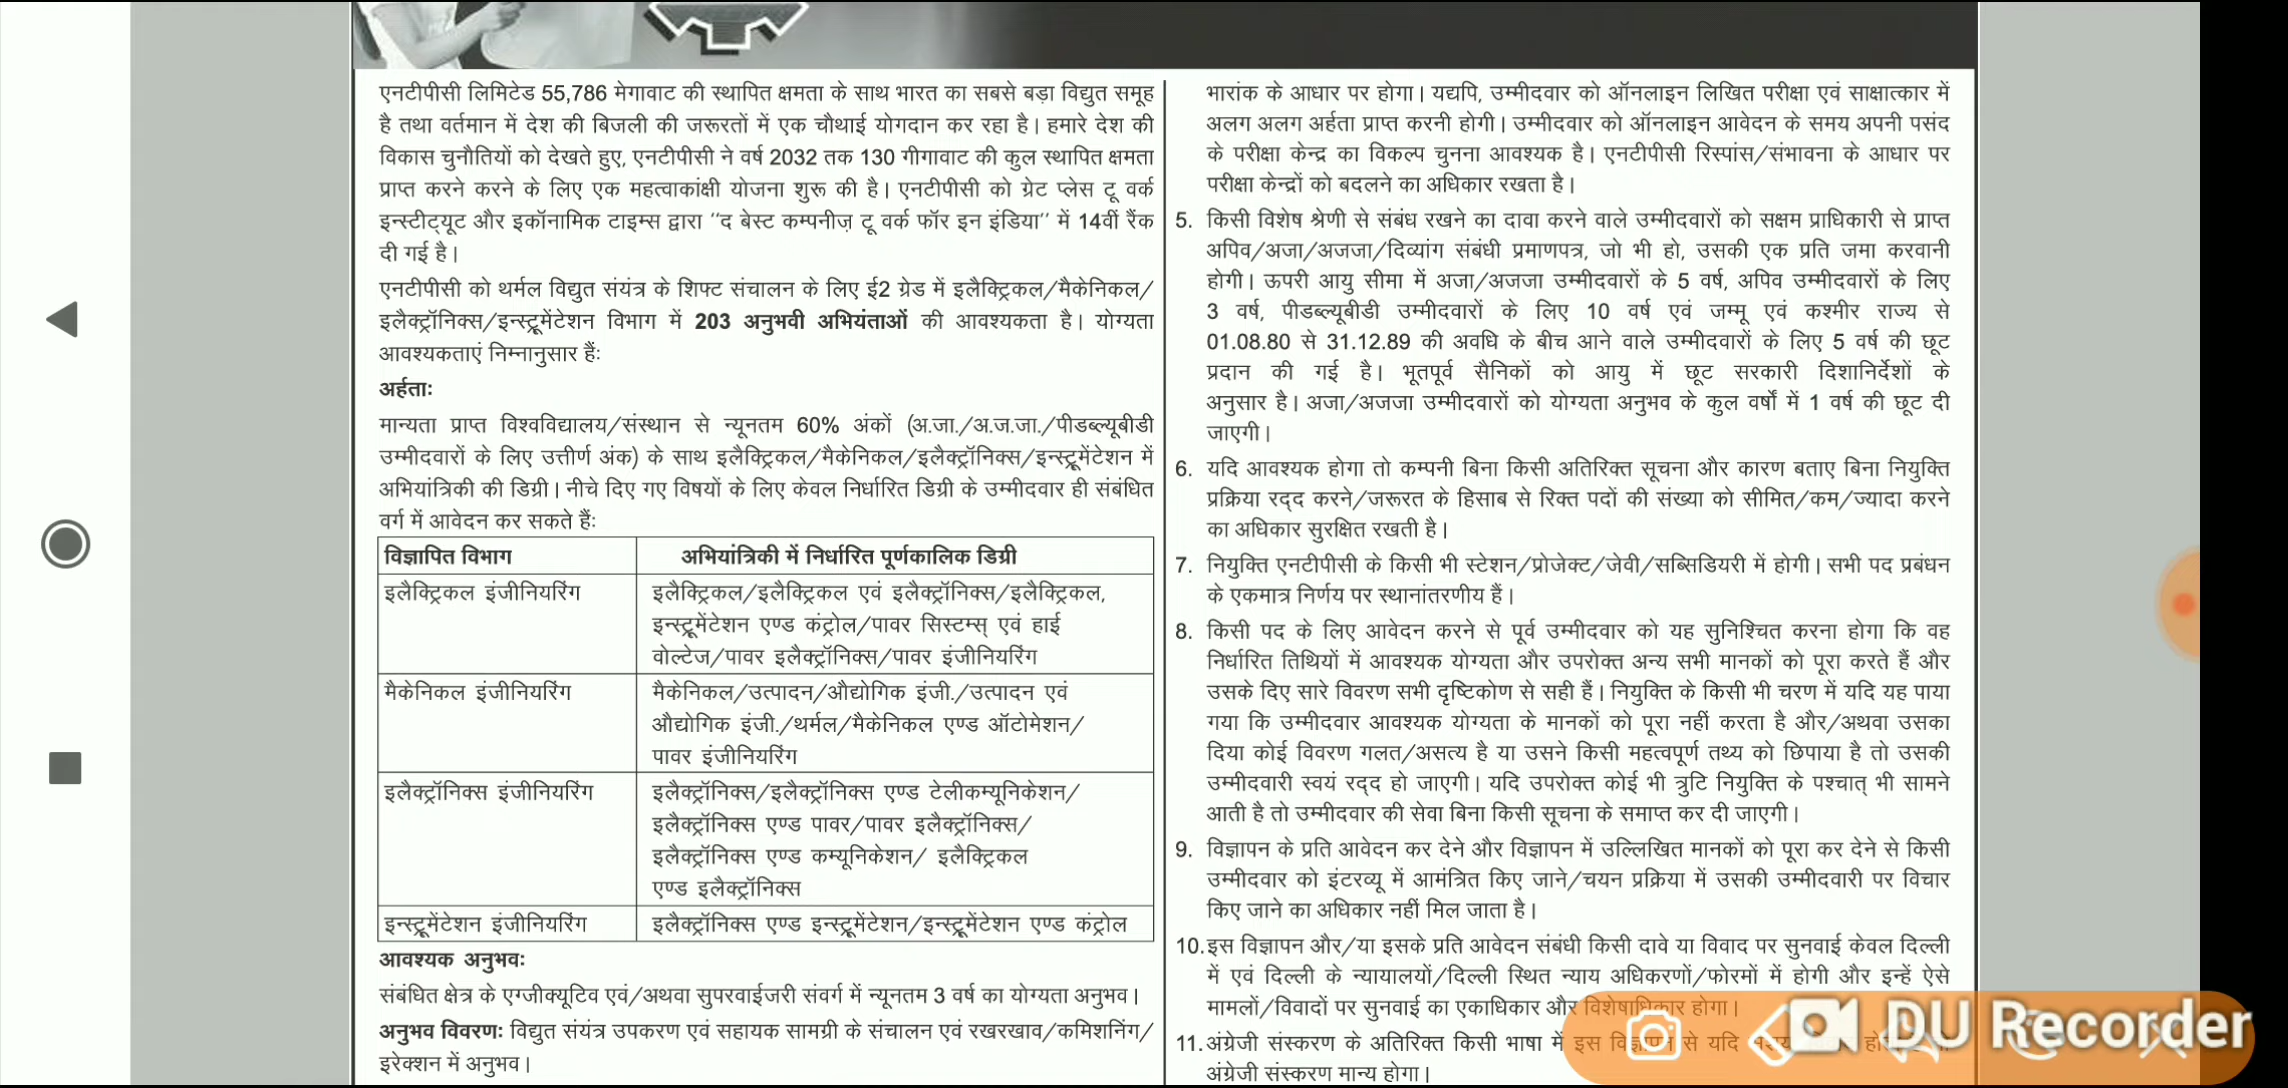 एनटीपीसी लिमिटेड 55,786 मेगावाट की स्थापित क्षमता के साथ भारत का सबसे बड़ा विद्युत समूह
है तथा वर्तमान में देश की बिजली की जरूरतों में एक चौथाई योगदान कर रहा है। हमारे देश की
विकास चुनौतियों को देखते हुए, एनटीपीसी ने वर्ष 2032 तक 130 गीगावाट की कुल स्थापित क्षमता
प्राप्त करने करने के लिए एक महत्वाकांक्षी योजना शुरू की है। एनटीपीसी को ग्रेट प्लेस टू वर्क
इन्स्टीट्यूट और इकॉनामिक टाइम्स द्वारा ''द बेस्ट कम्पनीज़ टू वर्क फॉर इन इंडिया'' में 14वीं रैंक
दी गई है।
एनटीपीसी को थर्मल विद्युत संयंत्र के शिफ्ट संचालन के लिए ई2 ग्रेड में इलैक्ट्रिकल/मैकेनिकल/
इलैक्ट्रॉनिक्स/इन्स्ट्रूमेंटेशन विभाग में 203 अनुभवी अभियंताओं की आवश्यकता है। योग्यता
आवश्यकताएं निम्नानुसार हैंः
अर्हताः
मान्यता प्राप्त विश्वविद्यालय/संस्थान से न्यूनतम 60% अंकों (अ.जा./अ.ज.जा./पीडब्ल्यूबीडी
उम्मीदवारों के लिए उत्तीर्ण अंक) के साथ इलैक्ट्रिकल/मैकेनिकल/इलैक्ट्रॉनिक्स/इन्स्ट्रूमेंटेशन में
अभियांत्रिकी की डिग्री। नीचे दिए गए विषयों के लिए केवल निर्धारित डिग्री के उम्मीदवार ही संबंधित
वर्ग में आवेदन कर सकते हैंः
विज्ञापित विभाग अभियांत्रिकी में निर्धारित पूर्णकालिक डिग्री
इलैक्ट्रिकल इंजीनियरिंग इलैक्ट्रिकल/इलैक्ट्रिकल एवं इलैक्ट्रॉनिक्स/इलैक्ट्रिकल,
इन्स्ट्रूमेंटेशन एण्ड कंट्रोल/पावर सिस्टम्स् एवं हाई
वोल्टेज/पावर इलैक्ट्रॉनिक्स/पावर इंजीनियरिंग
मैकेनिकल इंजीनियरिंग मैकेनिकल/उत्पादन/औद्योगिक इंजी./उत्पादन एवं
औद्योगिक इंजी./थर्मल/मैकेनिकल एण्ड ऑटोमेशन/
पावर इंजीनियरिंग
इलैक्ट्रॉनिक्स इंजीनियरिंग इलैक्ट्रॉनिक्स/इलैक्ट्रॉनिक्स एण्ड टेलीकम्यूनिकेशन/
इलैक्ट्रॉनिक्स एण्ड पावर/पावर इलैक्ट्रॉनिक्स/
इलैक्ट्रॉनिक्स एण्ड कम्यूनिकेशन/ इलैक्ट्रिकल
एण्ड इलैक्ट्रॉनिक्स
इन्स्ट्रूमेंटेशन इंजीनियरिंग इलैक्ट्रॉनिक्स एण्ड इन्स्ट्रूमेंटेशन/इन्स्ट्रूमेंटेशन एण्ड कंट्रोल
आवश्यक अनुभवः
संबंधित क्षेत्र के एग्जीक्यूटिव एवं/अथवा सुपरवाईजरी संवर्ग में न्यूनतम 3 वर्ष का योग्यता अनुभव।
अनुभव विवरणः विद्युत संयंत्र उपकरण एवं सहायक सामग्री के संचालन एवं रखरखाव/कमिशनिंग/
इरेक्शन में अनुभव।
भारांक के आधार पर होगा। यद्यपि, उम्मीदवार को ऑनलाइन लिखित परीक्षा एवं साक्षात्कार में
अलग अलग अर्हता प्राप्त करनी होगी। उम्मीदवार को ऑनलाइन आवेदन के समय अपनी पसंद
के परीक्षा केन्द्र का विकल्प चुनना आवश्यक है। एनटीपीसी रिस्पांस/संभावना के आधार पर
परीक्षा केन्द्रों को बदलने का अधिकार रखता है।
5. किसी विशेष श्रेणी से संबंध रखने का दावा करने वाले उम्मीदवारों को सक्षम प्राधिकारी से प्राप्त
अपिव/अजा/अजजा/दिव्यांग संबंधी प्रमाणपत्र, जो भी हो, उसकी एक प्रति जमा करवानी
होगी। ऊपरी आयु सीमा में अजा/अजजा उम्मीदवारों के 5 वर्ष, अपिव उम्मीदवारों के लिए
3 वर्ष, पीडब्ल्यूबीडी उम्मीदवारों के लिए 10 वर्ष एवं जम्मू एवं कश्मीर राज्य से
01.08.80 से 31.12.89 की अवधि के बीच आने वाले उम्मीदवारों के लिए 5 वर्ष की छूट
प्रदान की गई है। भूतपूर्व सैनिकों को आयु में छूट सरकारी दिशानिर्देशों के
अनुसार है। अजा/अजजा उम्मीदवारों को योग्यता अनुभव के कुल वर्षों में 1 वर्ष की छूट दी
जाएगी।
6. यदि आवश्यक होगा तो कम्पनी बिना किसी अतिरिक्त सूचना और कारण बताए बिना नियुक्ति
प्रक्रिया रद्द करने/जरूरत के हिसाब से रिक्त पदों की संख्या को सीमित/कम/ज्यादा करने
का अधिकार सुरक्षित रखती है।
7. नियुक्ति एनटीपीसी के किसी भी स्टेशन/प्रोजेक्ट/जेवी/सब्सिडियरी में होगी। सभी पद प्रबंधन
के एकमात्र निर्णय पर स्थानांतरणीय हैं।
8. किसी पद के लिए आवेदन करने से पूर्व उम्मीदवार को यह सुनिश्चित करना होगा कि वह
निर्धारित तिथियों में आवश्यक योग्यता और उपरोक्त अन्य सभी मानकों को पूरा करते हैं और
उसके दिए सारे विवरण सभी दृष्टिकोण से सही हैं। नियुक्ति के किसी भी चरण में यदि यह पाया
गया कि उम्मीदवार आवश्यक योग्यता के मानकों को पूरा नहीं करता है और/अथवा उसका
दिया कोई विवरण गलत/असत्य है या उसने किसी महत्वपूर्ण तथ्य को छिपाया है तो उसकी
उम्मीदवारी स्वयं रद्द हो जाएगी। यदि उपरोक्त कोई भी त्रुटि नियुक्ति के पश्चात् भी सामने
आती है तो उम्मीदवार की सेवा बिना किसी सूचना के समाप्त कर दी जाएगी।
9. विज्ञापन के प्रति आवेदन कर देने और विज्ञापन में उल्लिखित मानकों को पूरा कर देने से किसी
उम्मीदवार को इंटरव्यू में आमंत्रित किए जाने/चयन प्रक्रिया में उसकी उम्मीदवारी पर विचार
किए जाने का अधिकार नहीं मिल जाता है।
10. इस विज्ञापन और/या इसके प्रति आवेदन संबंधी किसी दावे या विवाद पर सुनवाई केवल दिल्ली
में एवं दिल्ली के न्यायालयों/दिल्ली स्थित न्याय अधिकरणों/फोरमों में होगी और इन्हें ऐसे
मामलों/विवादों पर सुनवाई का एकाधिकार और विशेषाधिकार होगा।
11. अंग्रेजी संस्करण के अतिरिक्त किसी भाषा में इस विज्ञापन से यदि
अंग्रेजी संस्करण मान्य होगा।
DU Recorder